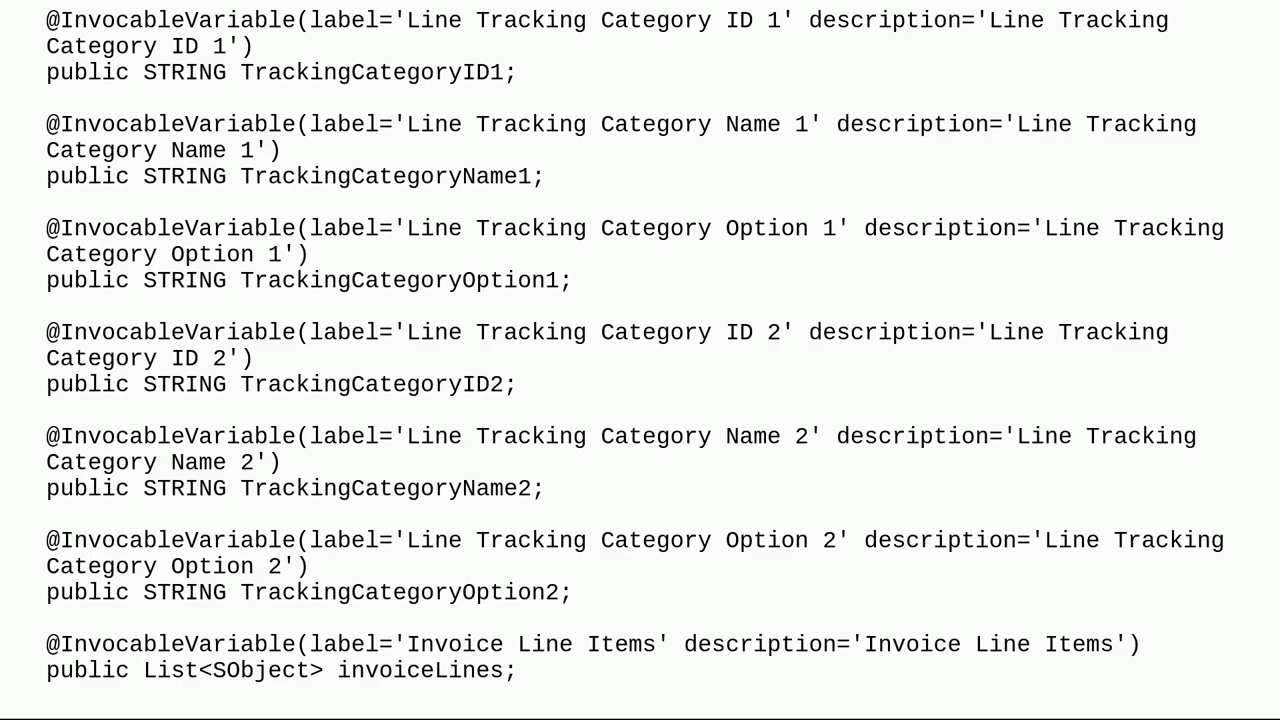 @InvocableVariable(label='Line Tracking Category ID 1' description='Line Tracking
Category ID 1')
public STRING TrackingCategoryID1;
@InvocableVariable(label='Line Tracking Category Name 1' description='Line Tracking
Category Name 1')
public STRING TrackingCategoryName1;
@InvocableVariable(label='Line Tracking Category Option 1' description='Line Tracking
Category Option 1')
public STRING TrackingCategoryOption1;
@InvocableVariable(label='Line Tracking Category ID 2' description='Line Tracking
Category ID 2')
public STRING TrackingCategoryID2;
@InvocableVariable(label='Line Tracking Category Name 2' description='Line Tracking
Category Name 2')
public STRING TrackingCategoryName2;
@InvocableVariable(label='Line Tracking Category Option 2' description='Line Tracking
Category Option 2')
public STRING TrackingCategoryOption2;
@InvocableVariable(label='Invoice Line Items' description='Invoice Line Items')
public List<SObject> invoiceLines;